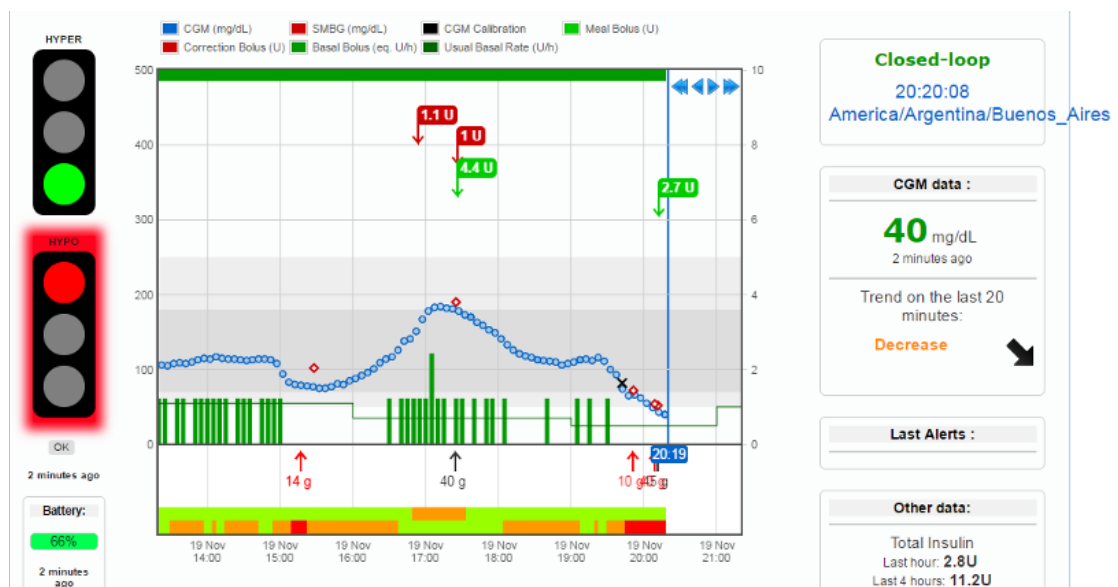 CGM (mg/dL) SMBG (mg/dL) CGM Calibration Meal Bolus (U)
Correction Bolus (U) Basal Bolus (eq. U/h) Usual Basal Rate (U/h)
HYPER
HYPO
OK
2 minutes ago
Battery:
66%
2 minutes
ago
500
400
300
200
100
0
1.1 U
1 U
4.4 U
2.7 U
10
8
6
4
2
0
20:19
14 g
40 g
10 g
19 Nov 19 Nov 19 Nov 19 Nov 19 Nov 19 Nov 19 Nov 19 Nov
14:00 15:00 16:00 17:00 18:00 19:00 20:00 21:00
Closed-loop
20:20:08
America/Argentina/Buenos_Aires
CGM data :
40 mg/dL
2 minutes ago
Trend on the last 20
minutes:
Decrease
Last Alerts :
Other data:
Total Insulin
Last hour: 2.8U
Last 4 hours: 11.2U